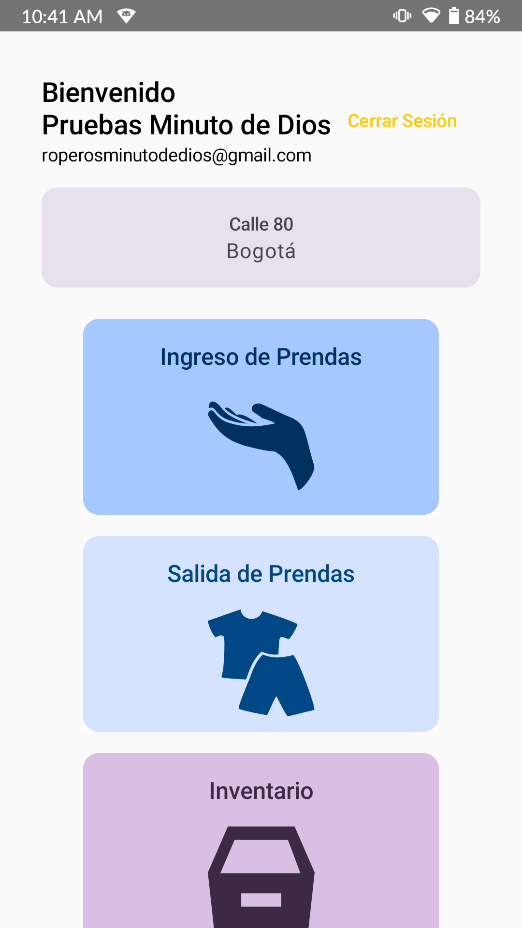 10:41 AM 84%
Bienvenido
Pruebas Minuto de Dios
Cerrar Sesión
roperosminutodedios@gmail.com
Calle 80
Bogotá
Ingreso de Prendas
Salida de Prendas
Inventario